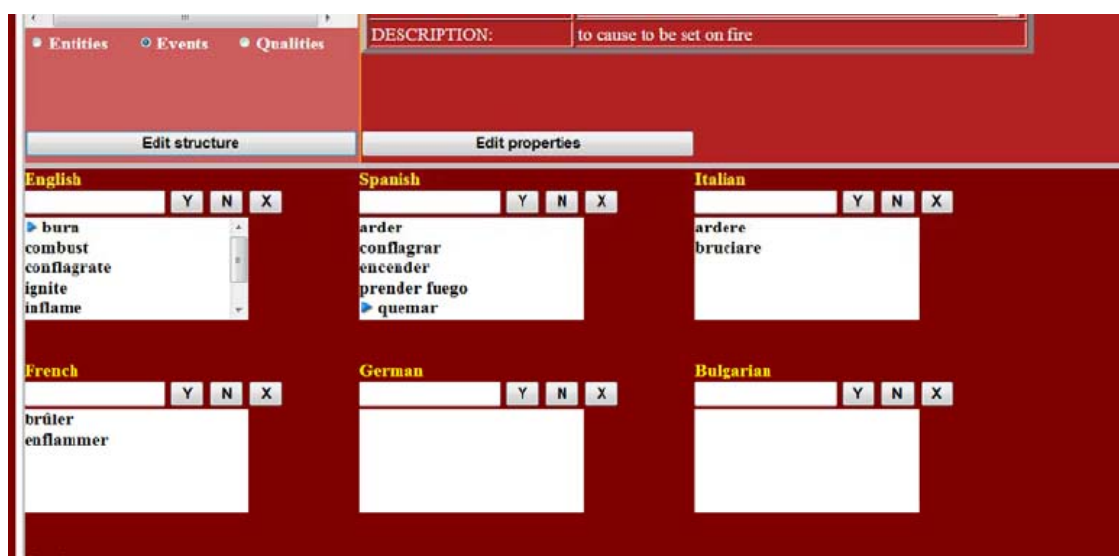 DESCRIPTION: to cause to be set on fire
Entities Events Qualities
Edit structure Edit properties
English Spanish Italian
Y N X Y N X Y N X
burn
combust
conflagrate
ignite
inflame
arder
conflagrar
encender
prender fuego
quemar
ardere
bruciare
French German Bulgarian
Y N X Y N X Y N X
brûler
enflammer